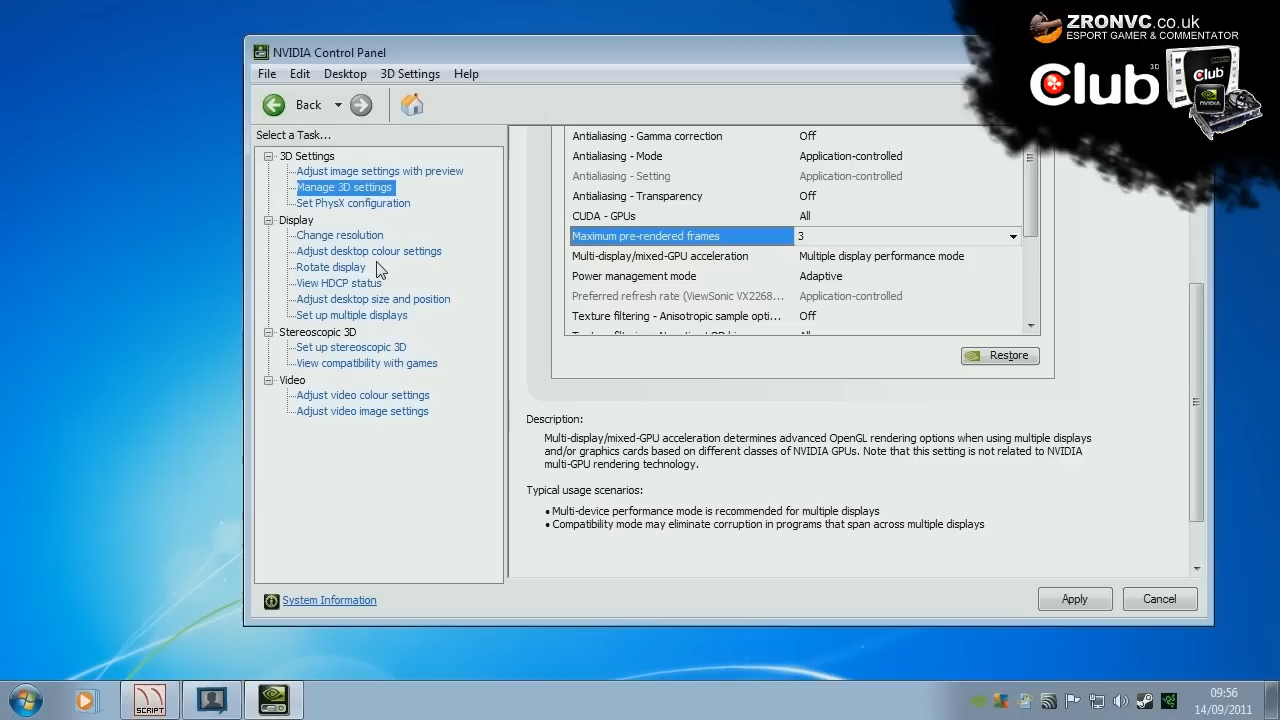 ZRONVC.co.uk
ESPORT GAMER & COMMENTATOR
Club 3D
Club
NVIDIA
NVIDIA Control Panel
File Edit Desktop 3D Settings Help
Back
Select a Task...
3D Settings
Adjust image settings with preview
Manage 3D settings
Set PhysX configuration
Display
Change resolution
Adjust desktop colour settings
Rotate display
View HDCP status
Adjust desktop size and position
Set up multiple displays
Stereoscopic 3D
Set up stereoscopic 3D
View compatibility with games
Video
Adjust video colour settings
Adjust video image settings
System Information
Antialiasing - Gamma correction Off
Antialiasing - Mode Application-controlled
Antialiasing - Setting Application-controlled
Antialiasing - Transparency Off
CUDA - GPUs All
Maximum pre-rendered frames 3
Multi-display/mixed-GPU acceleration Multiple display performance mode
Power management mode Adaptive
Preferred refresh rate (ViewSonic VX2268... Application-controlled
Texture filtering - Anisotropic sample opti... Off
Restore
Description:
Multi-display/mixed-GPU acceleration determines advanced OpenGL rendering options when using multiple displays
and/or graphics cards based on different classes of NVIDIA GPUs. Note that this setting is not related to NVIDIA
multi-GPU rendering technology.
Typical usage scenarios:
• Multi-device performance mode is recommended for multiple displays
• Compatibility mode may eliminate corruption in programs that span across multiple displays
Apply Cancel
SCRIPT
09:56
14/09/2011